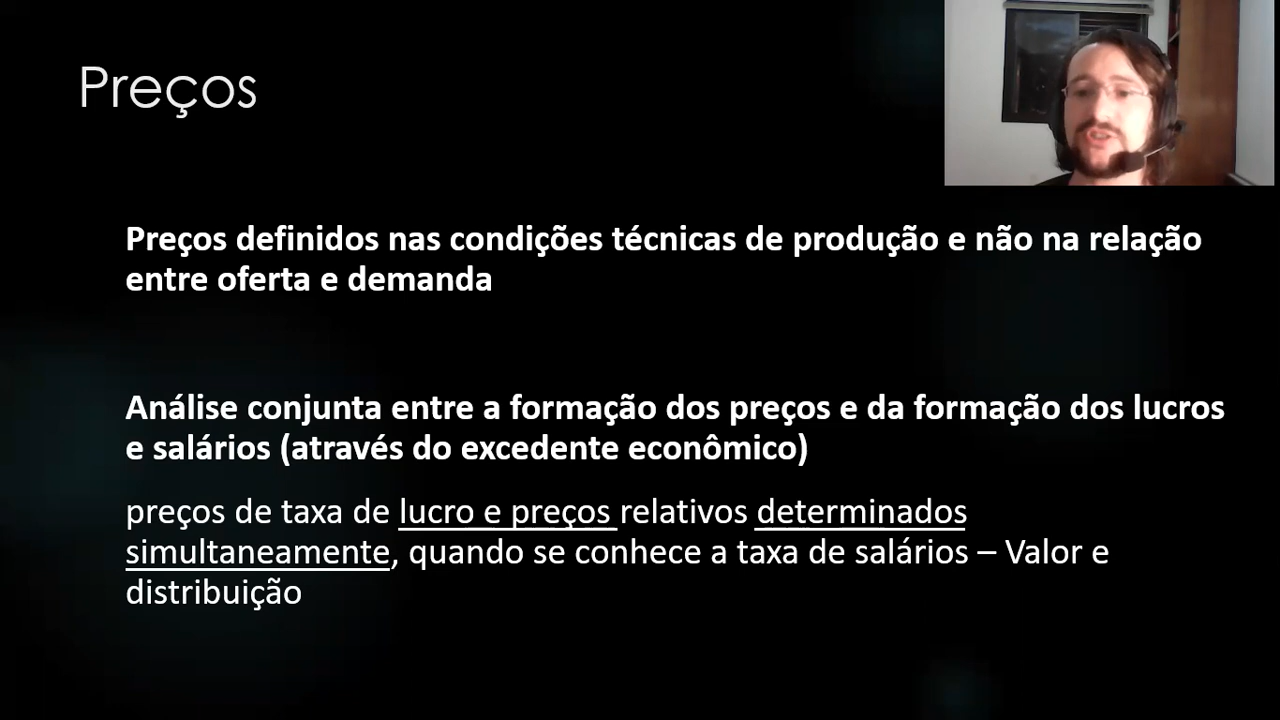 Preços
Preços definidos nas condições técnicas de produção e não na relação
entre oferta e demanda
Análise conjunta entre a formação dos preços e da formação dos lucros
e salários (através do excedente econômico)
preços de taxa de lucro e preços relativos determinados
simultaneamente, quando se conhece a taxa de salários – Valor e
distribuição